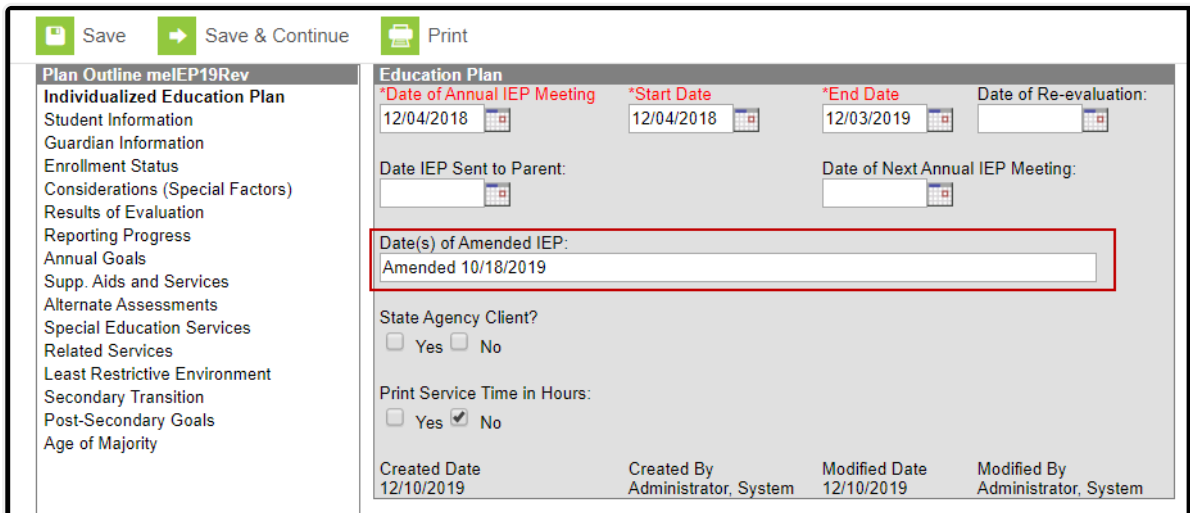 Save Save & Continue Print
Plan Outline meIEP19Rev
Individualized Education Plan
Student Information
Guardian Information
Enrollment Status
Considerations (Special Factors)
Results of Evaluation
Reporting Progress
Annual Goals
Supp. Aids and Services
Alternate Assessments
Special Education Services
Related Services
Least Restrictive Environment
Secondary Transition
Post-Secondary Goals
Age of Majority
Education Plan
*Date of Annual IEP Meeting *Start Date *End Date Date of Re-evaluation:
12/04/2018 12/04/2018 12/03/2019
Date IEP Sent to Parent: Date of Next Annual IEP Meeting:
Date(s) of Amended IEP:
Amended 10/18/2019
State Agency Client?
Yes No
Print Service Time in Hours:
Yes No
Created Date Created By Modified Date Modified By
12/10/2019 Administrator, System 12/10/2019 Administrator, System